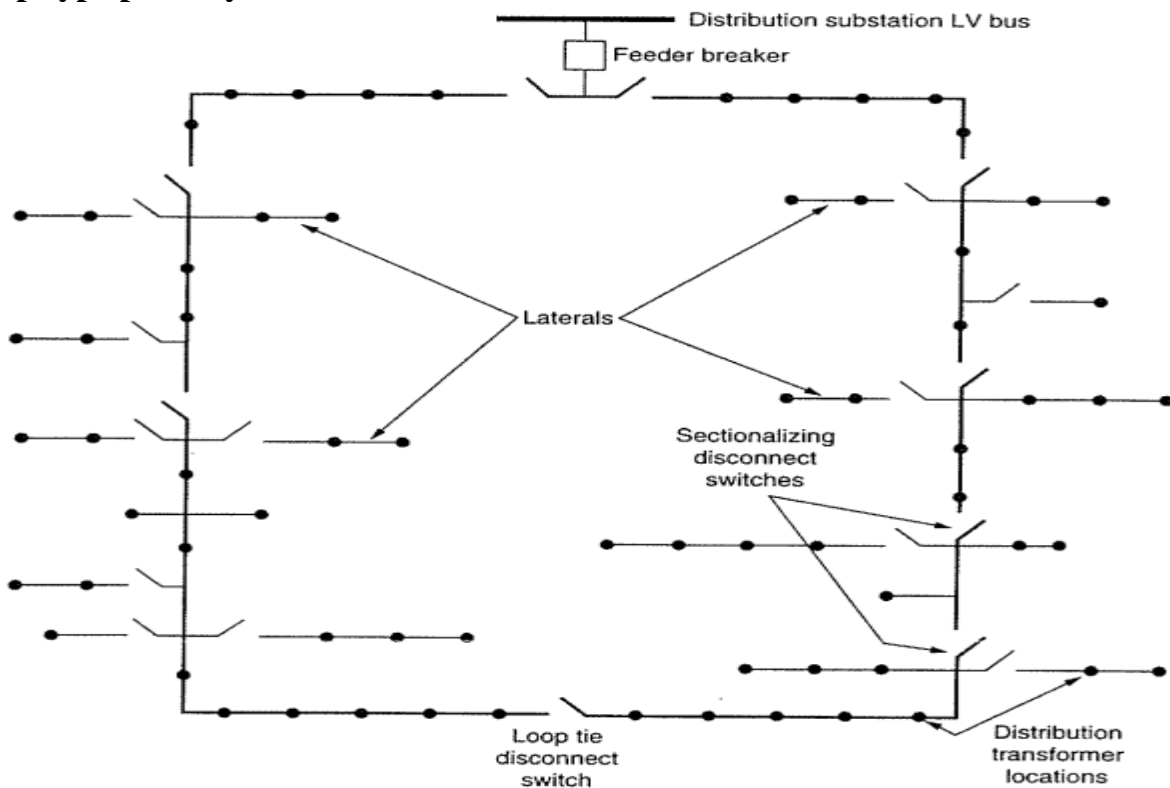 Distribution substation LV bus
Feeder breaker
Laterals
Sectionalizing
disconnect
switches
Loop tie
disconnect
switch
Distribution
transformer
locations